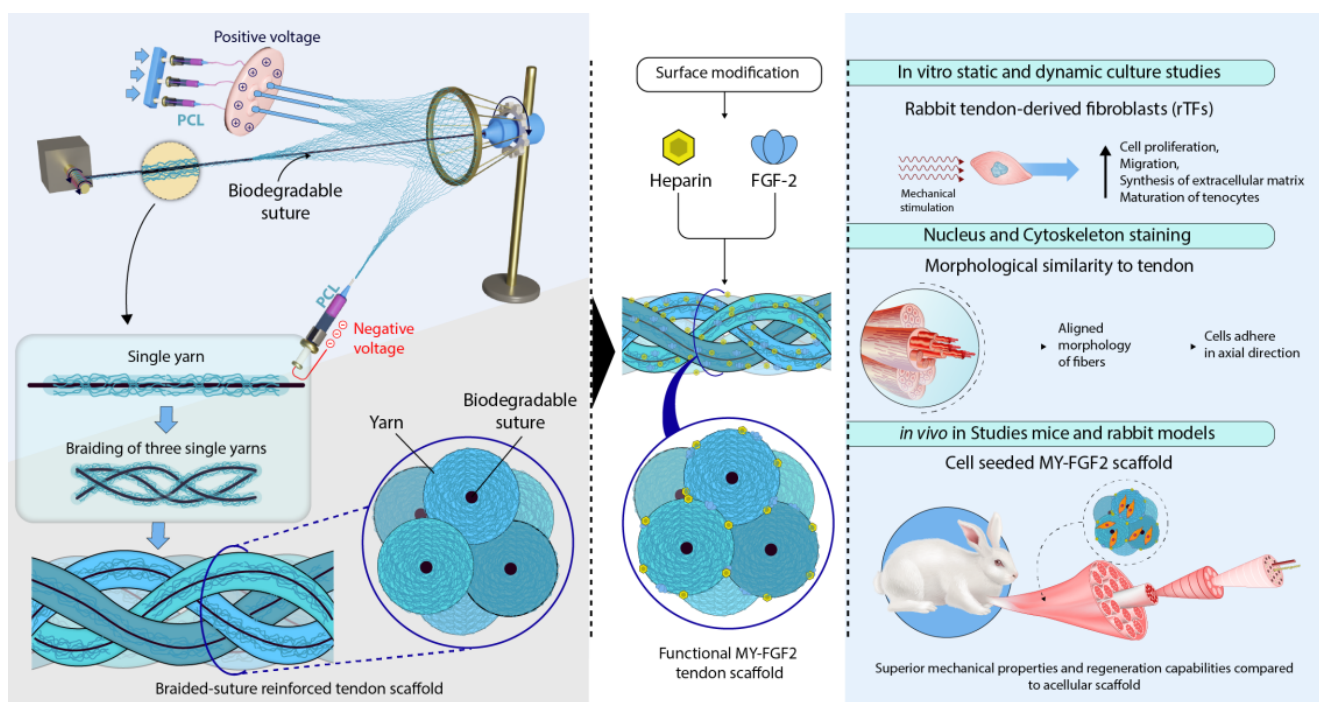 Positive voltage
PCL
Biodegradable
suture
PCL
Negative
voltage
Single yarn
Braiding of three single yarns
Yarn
Biodegradable
suture
Braided-suture reinforced tendon scaffold
Surface modification
Heparin
FGF-2
Functional MY-FGF2
tendon scaffold
In vitro static and dynamic culture studies
Rabbit tendon-derived fibroblasts (rTFs)
Mechanical
stimulation
Cell proliferation,
Migration,
Synthesis of extracellular matrix
Maturation of tenocytes
Nucleus and Cytoskeleton staining
Morphological similarity to tendon
Aligned
morphology
of fibers
Cells adhere
in axial direction
in vivo in Studies mice and rabbit models
Cell seeded MY-FGF2 scaffold
Superior mechanical properties and regeneration capabilities compared
to acellular scaffold